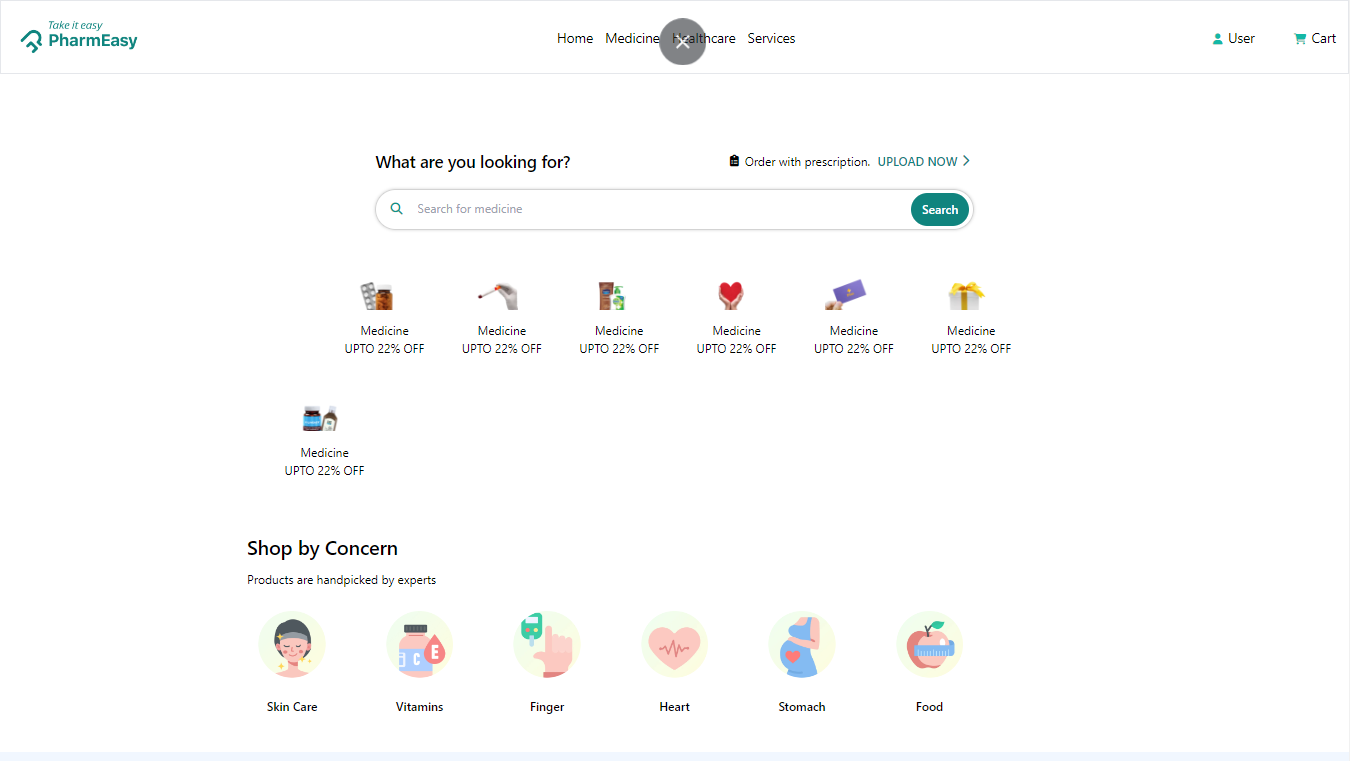 Take it easy
PharmEasy
Home Medicine Healthcare Services
User Cart
What are you looking for?
Order with prescription. UPLOAD NOW
Search for medicine
Search
Medicine Medicine Medicine Medicine Medicine Medicine
UPTO 22% OFF UPTO 22% OFF UPTO 22% OFF UPTO 22% OFF UPTO 22% OFF UPTO 22% OFF
Medicine
UPTO 22% OFF
Shop by Concern
Products are handpicked by experts
C E
Skin Care Vitamins Finger Heart Stomach Food